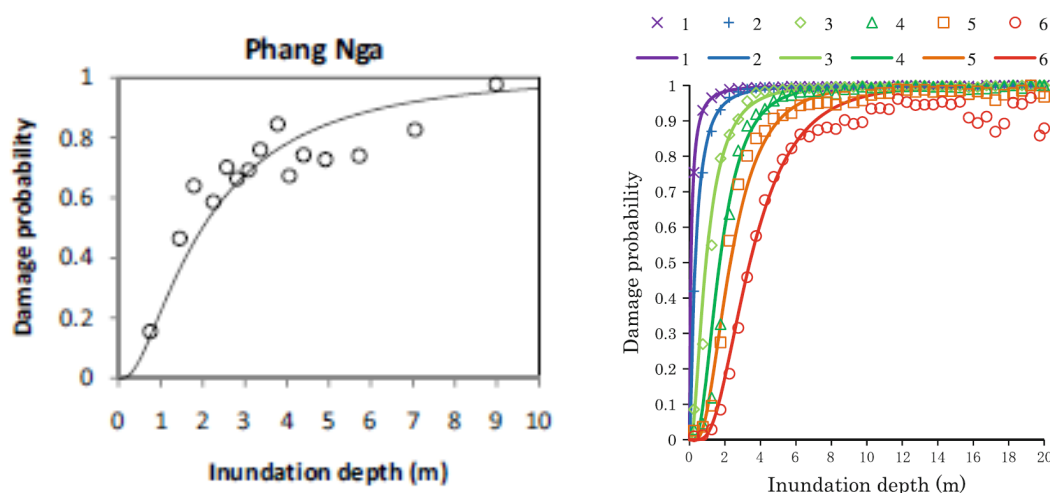 Phang Nga
Damage probability
1
0.8
0.6
0.4
0.2
0
0 1 2 3 4 5 6 7 8 9 10
Inundation depth (m)
1 2 3 4 5 6
1 2 3 4 5 6
Damage probability
1
0.9
0.8
0.7
0.6
0.5
0.4
0.3
0.2
0.1
0
0 2 4 6 8 10 12 14 16 18 20
Inundation depth (m)